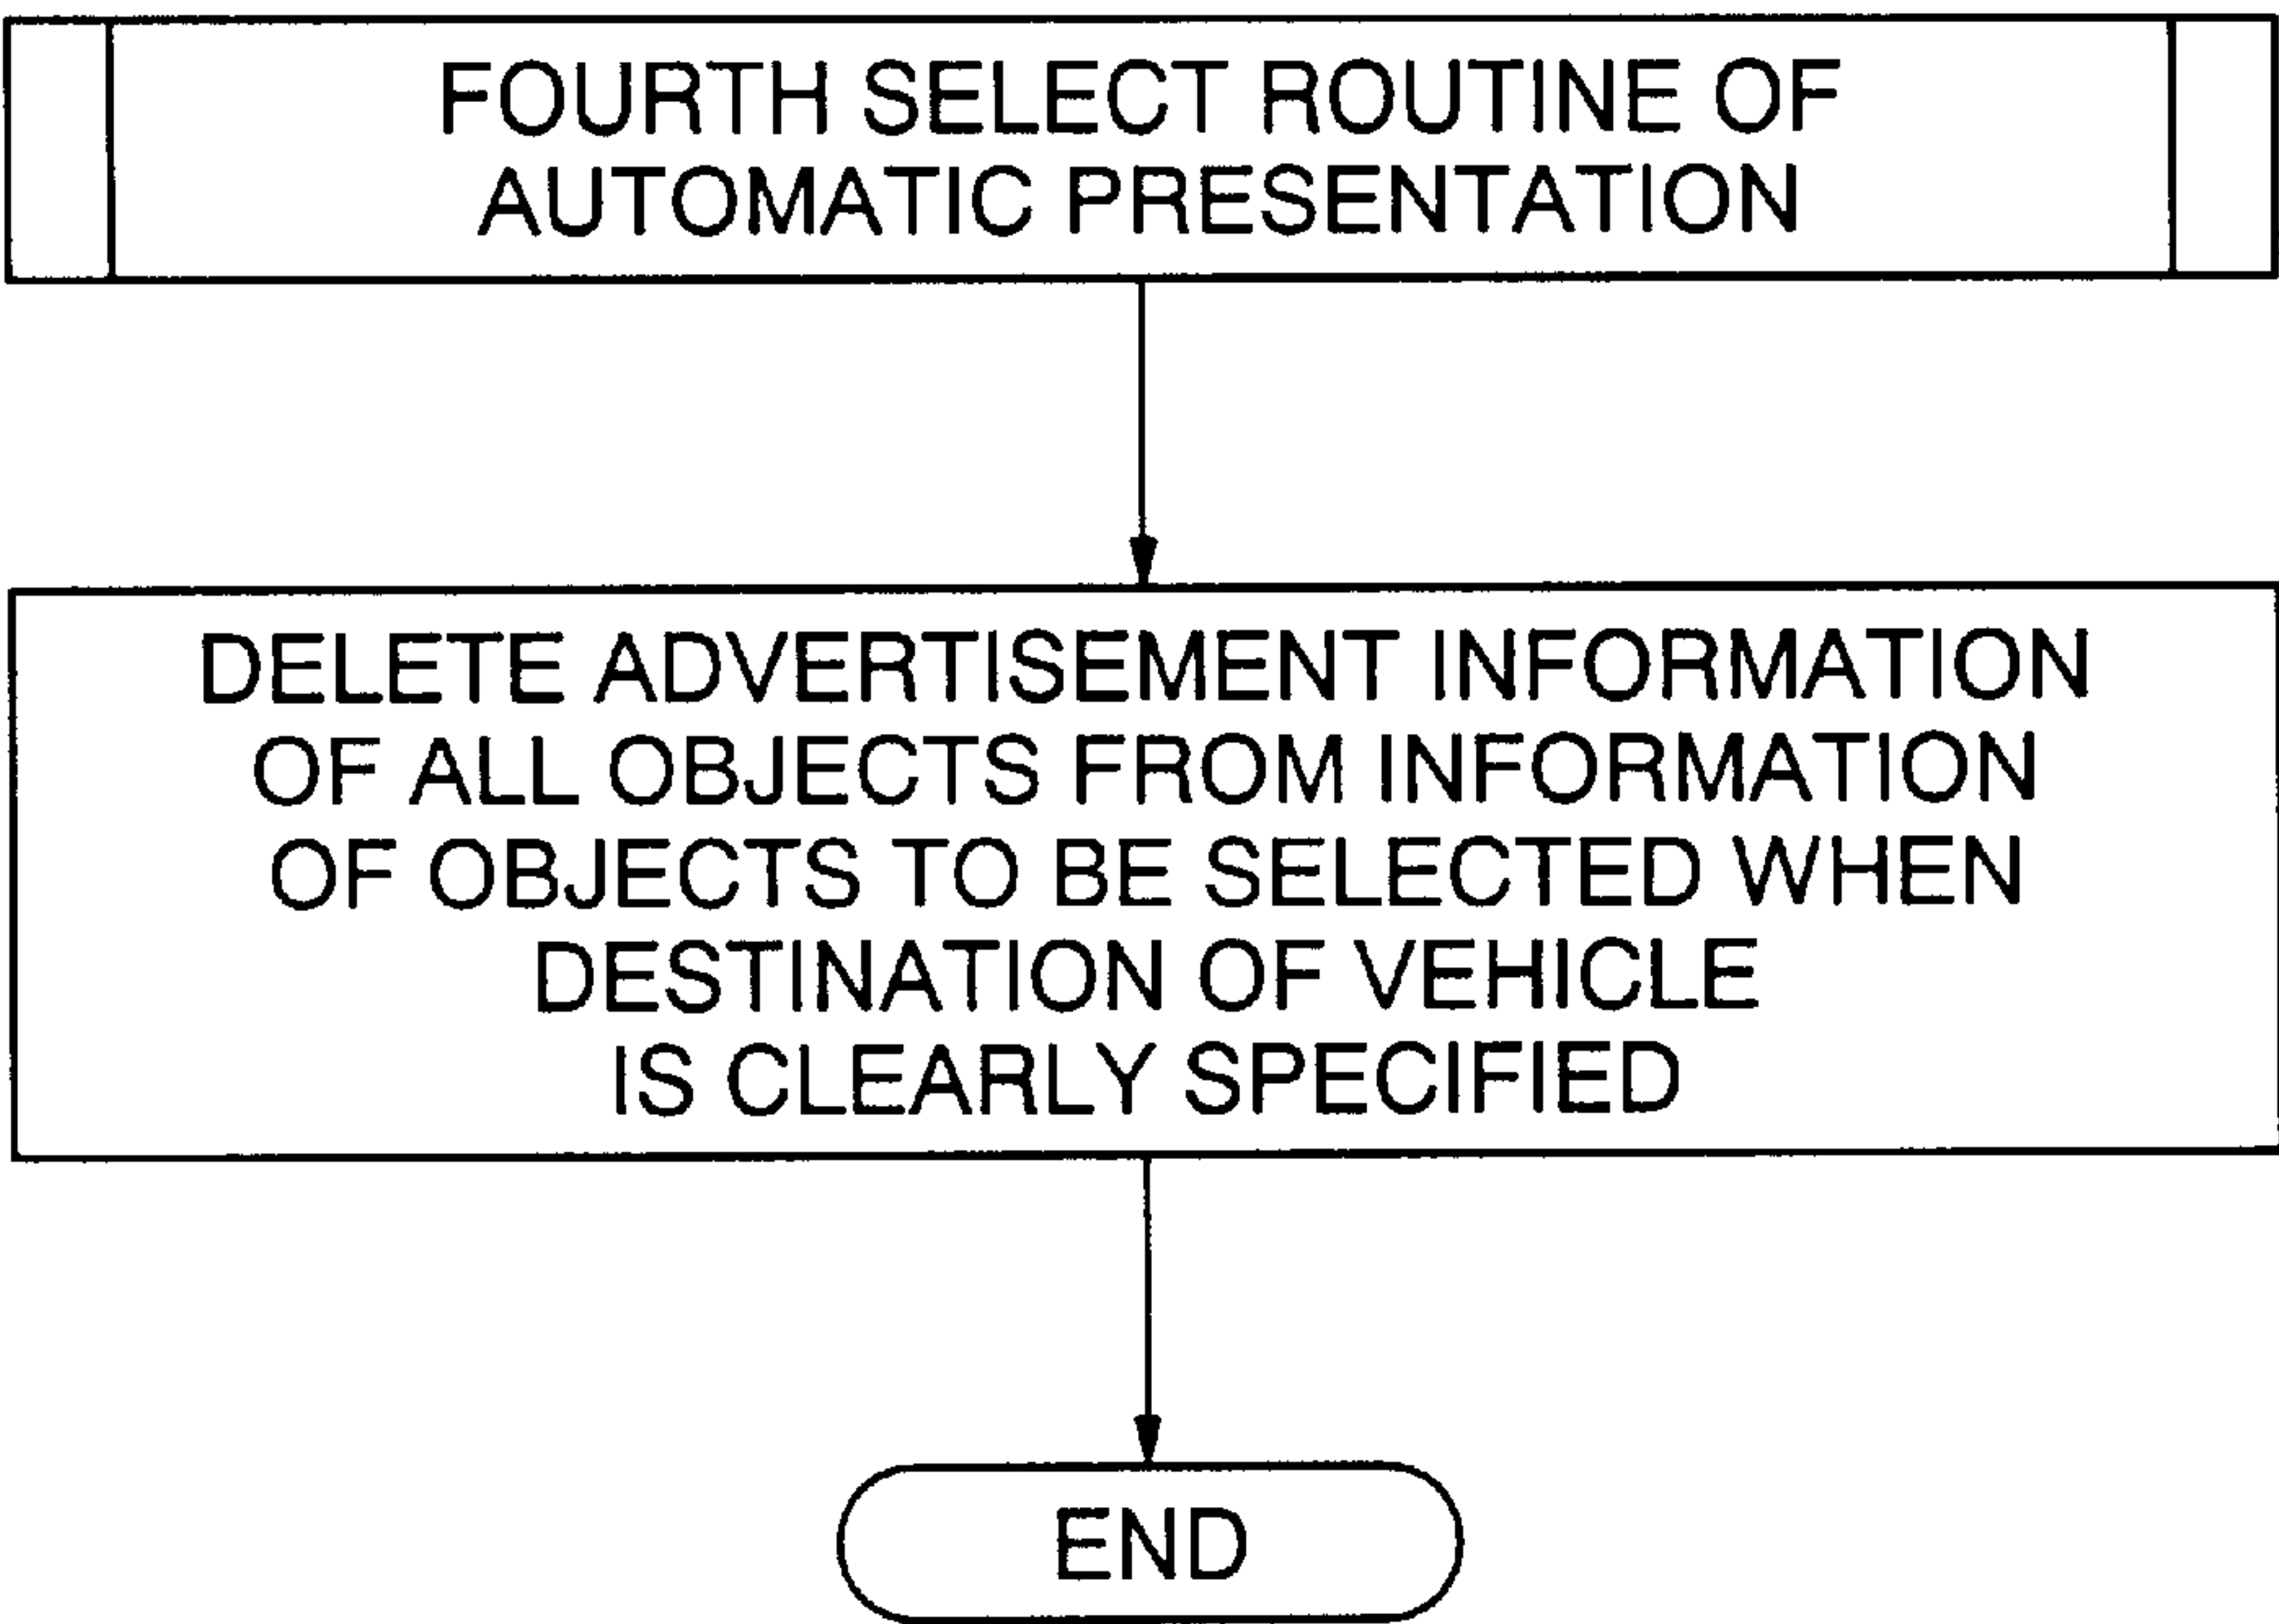 FOURTH SELECT ROUTINE OF
AUTOMATIC PRESENTATION
DELETE ADVERTISEMENT INFORMATION
OF ALL OBJECTS FROM INFORMATION
OF OBJECTS TO BE SELECTED WHEN
DESTINATION OF VEHICLE
IS CLEARLY SPECIFIED
END